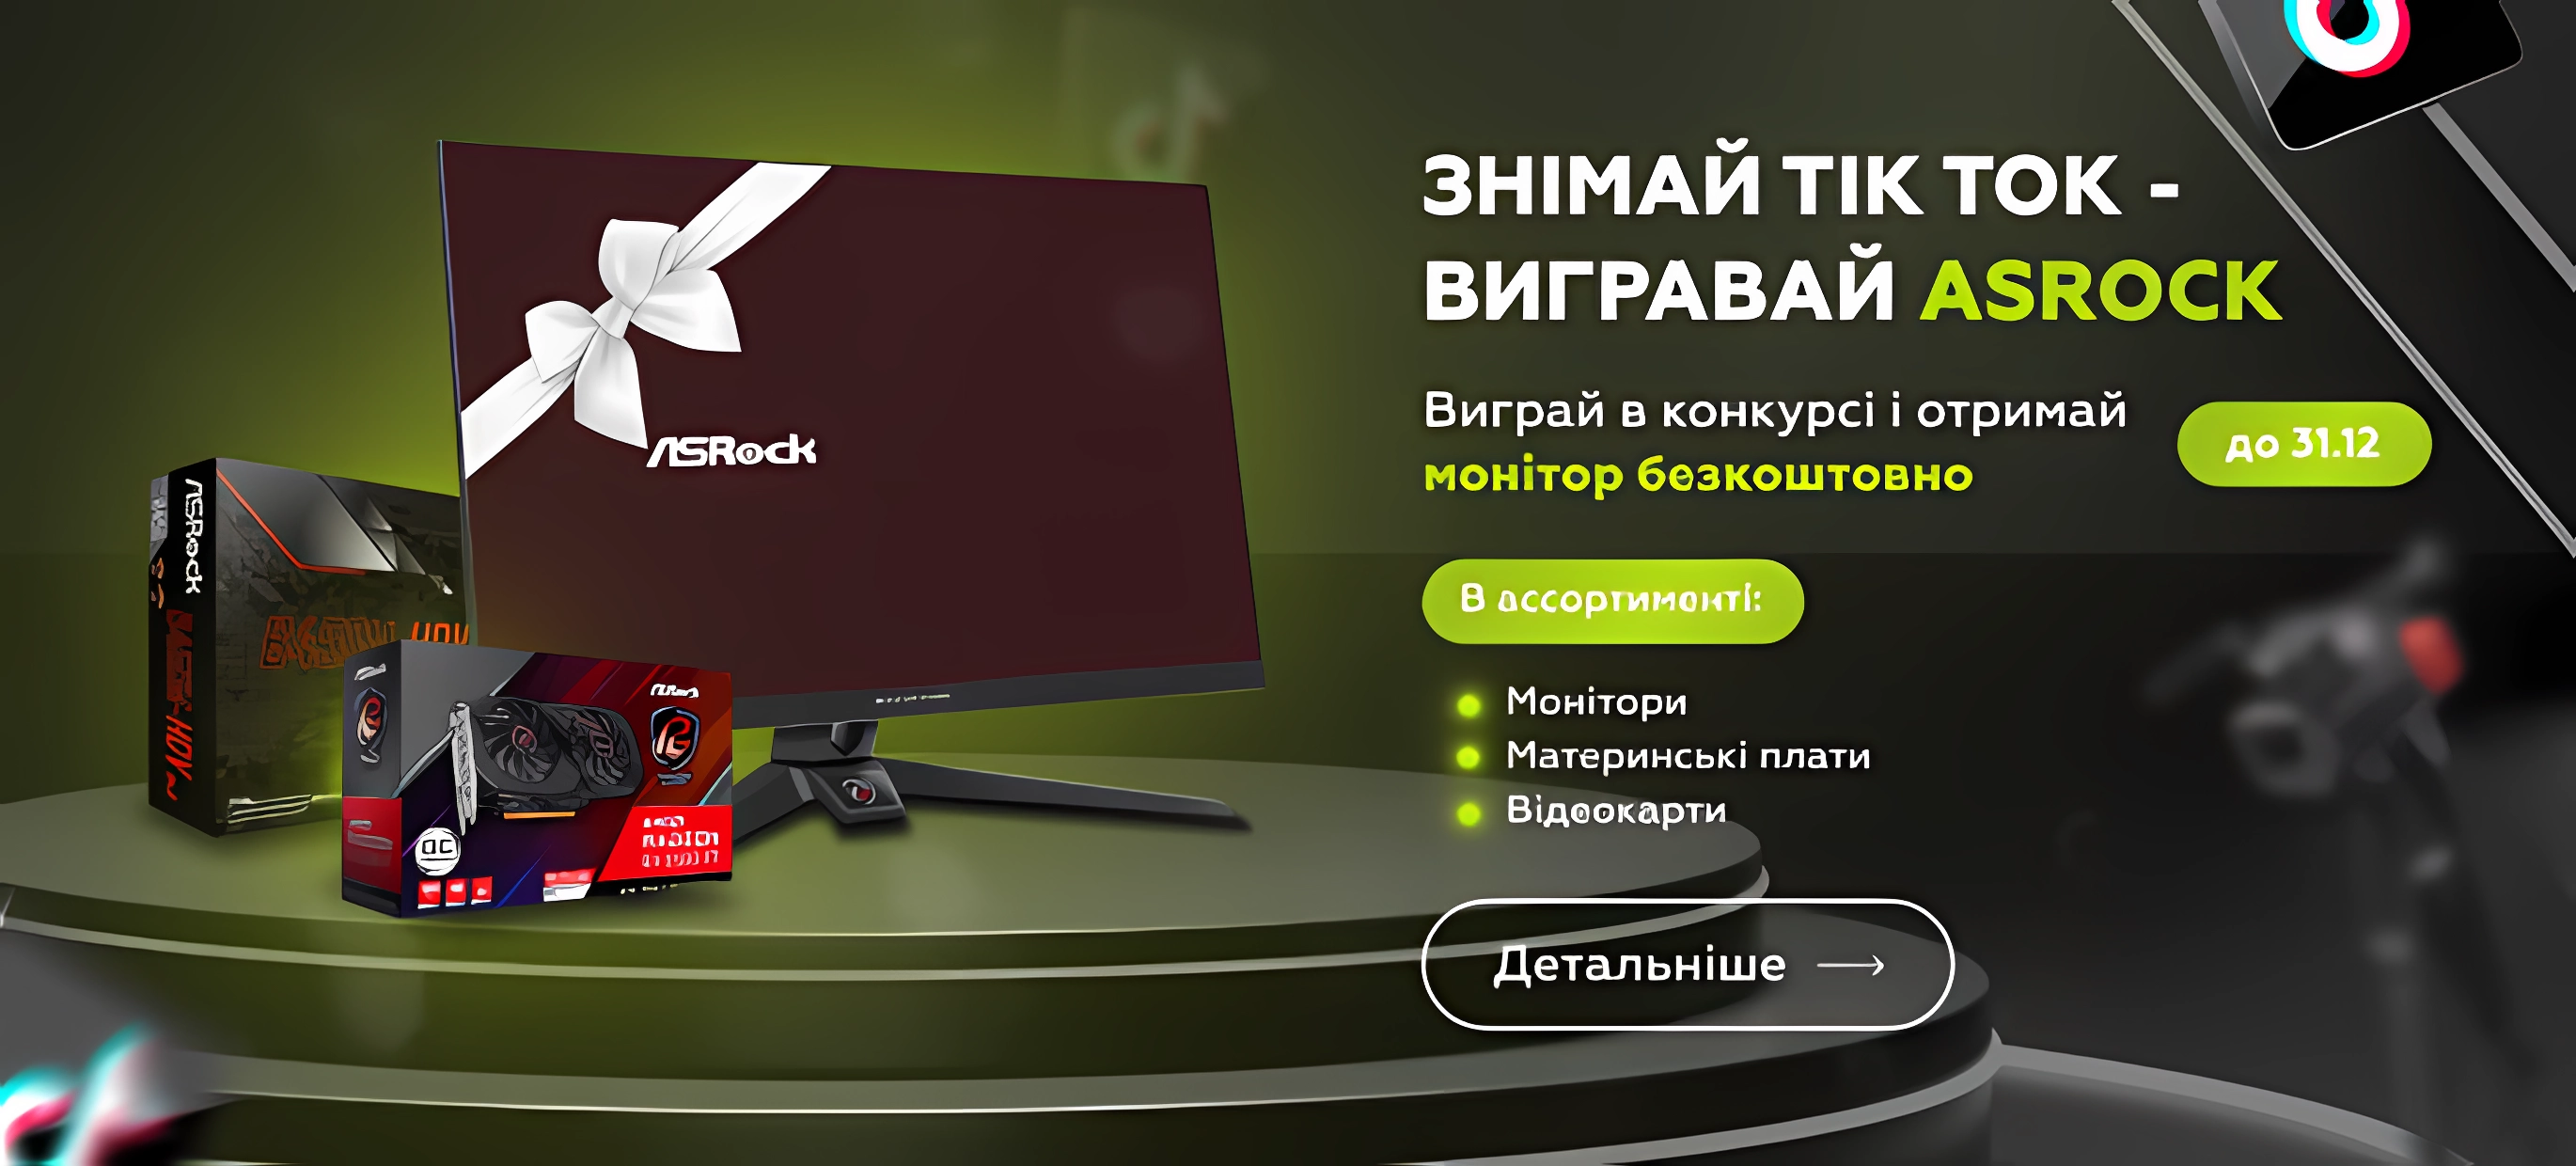 ЗНІМАЙ ТІК ТОК -
ВИГРАВАЙ ASROCK
Виграй в конкурсі і отримай
монітор безкоштовно
до 31.12
В ассортименті:
Монітори
Материнські плати
Відеокарти
Детальніше
ASRock
ASRock
OC